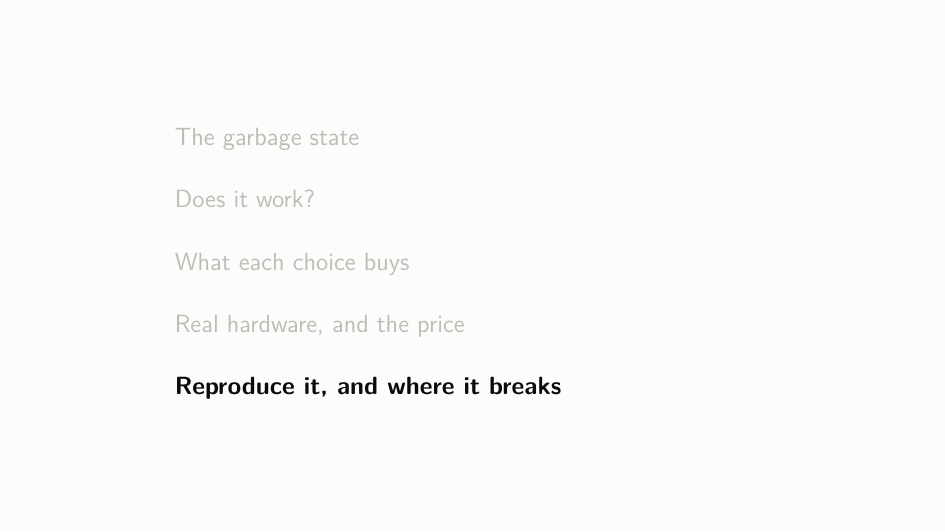 The garbage state
Does it work?
What each choice buys
Real hardware, and the price
Reproduce it, and where it breaks